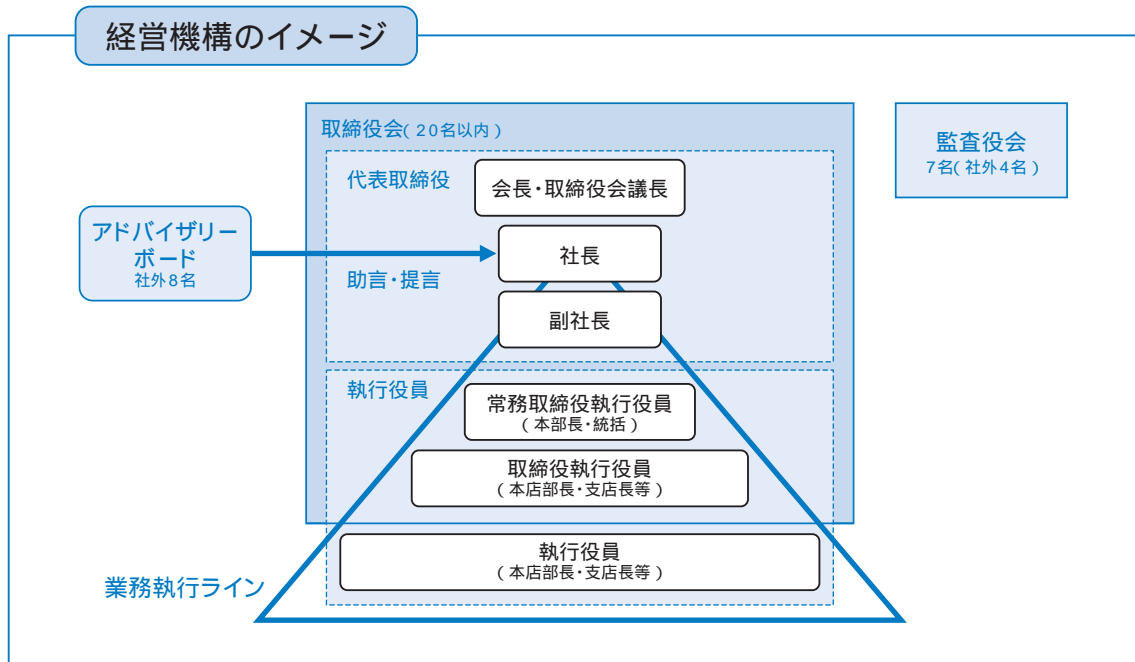 経営機構のイメージ
取締役会(20名以内)
監査役会
7名(社外4名)
代表取締役
会長・取締役会議長
アドバイザリー
ボード
社外8名
社長
助言・提言
副社長
執行役員
常務取締役執行役員
(本部長・統括)
取締役執行役員
(本店部長・支店長等)
執行役員
(本店部長・支店長等)
業務執行ライン